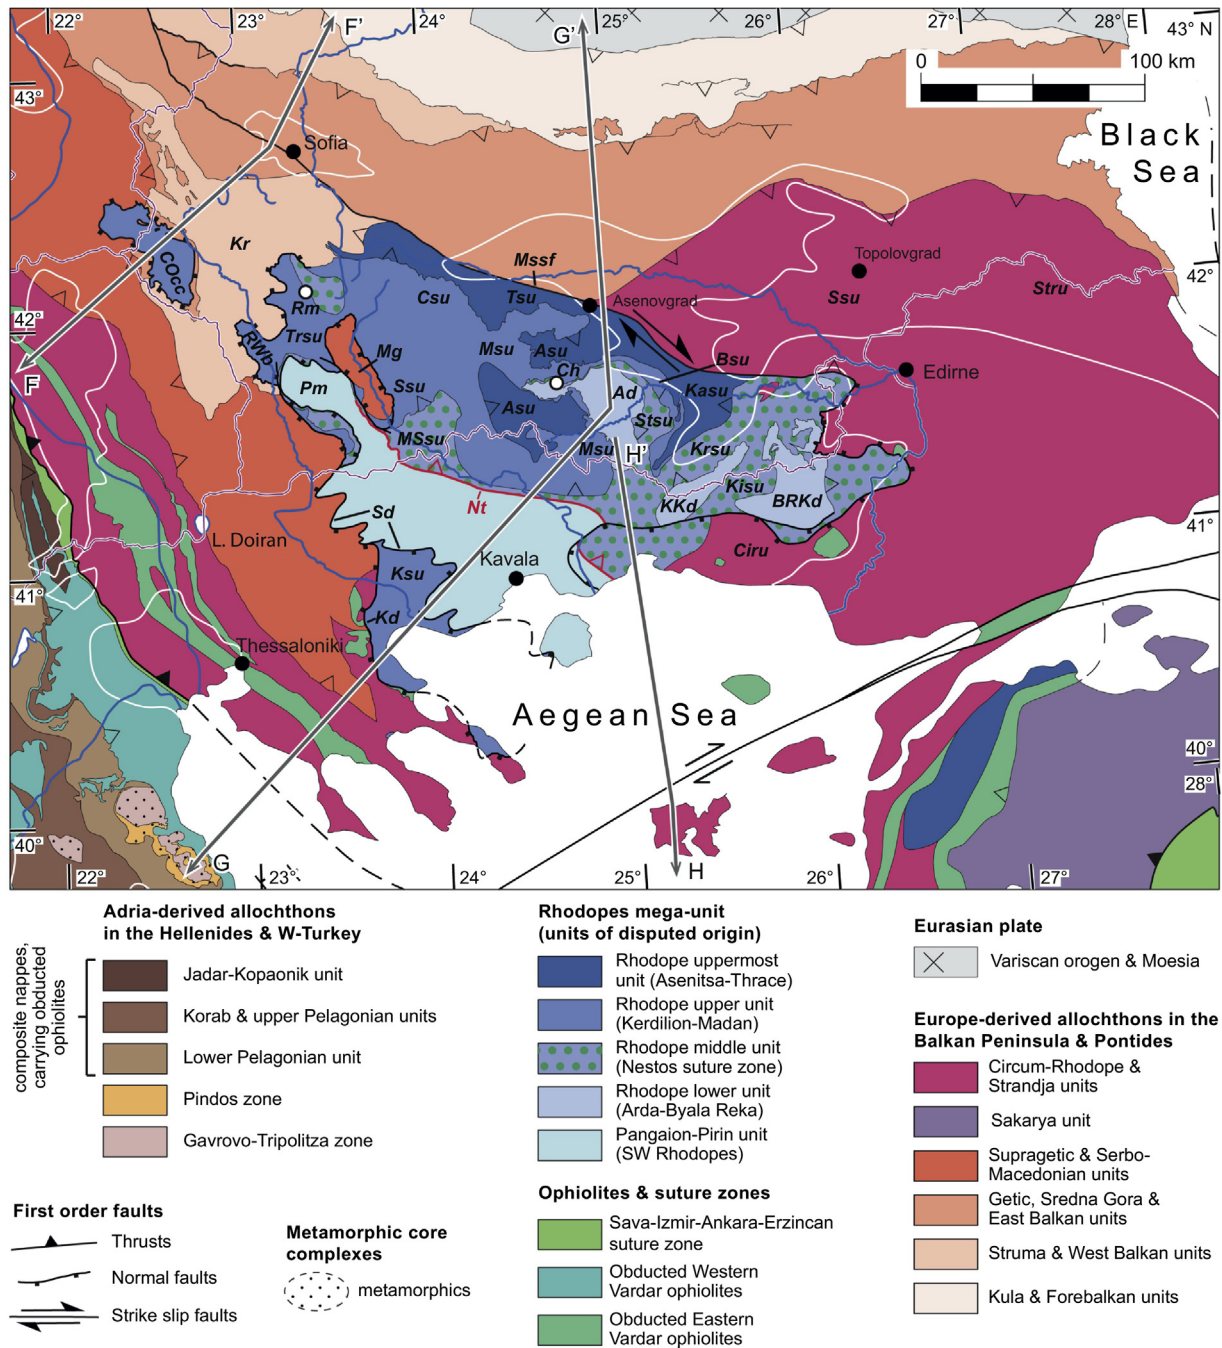 22°
23°
F'
24°
G'
25°
26°
27°
28°
E
43° N
0
100 km
43°
Sofia
Black
Sea
Kr
COcc
Mssf
Topolovgrad
42°
Csu
Tsu
Asenovgrad
Ssu
Stru
Rm
42°
Trsu
RWb
Mg
Msu
Asu
Bsu
F
Pm
Ssu
Ch
Ad
Kasu
Edirne
Asu
Stsu
MSsu
Msu
H'
Krsu
Kisu
Nt
KKd
BRKd
Sd
41°
L. Doiran
Ciru
Kavala
Ksu
41°
Kd
Thessaloniki
Aegean Sea
40°
28°
40°
G
H
22°
23°
24°
25°
26°
27°
Adria-derived allochthons
in the Hellenides & W-Turkey
composite nappes,
carrying obducted
ophiolites
Jadar-Kopaonik unit
Korab & upper Pelagonian units
Lower Pelagonian unit
Pindos zone
Gavrovo-Tripolitza zone
First order faults
Thrusts
Normal faults
Strike slip faults
Metamorphic core
complexes
metamorphics
Rhodopes mega-unit
(units of disputed origin)
Rhodope uppermost
unit (Asenitsa-Thrace)
Rhodope upper unit
(Kerdilion-Madan)
Rhodope middle unit
(Nestos suture zone)
Rhodope lower unit
(Arda-Byala Reka)
Pangaion-Pirin unit
(SW Rhodopes)
Ophiolites & suture zones
Sava-Izmir-Ankara-Erzincan
suture zone
Obducted Western
Vardar ophiolites
Obducted Eastern
Vardar ophiolites
Eurasian plate
Variscan orogen & Moesia
Europe-derived allochthons in the
Balkan Peninsula & Pontides
Circum-Rhodope &
Strandja units
Sakarya unit
Supragetic & Serbo-
Macedonian units
Getic, Sredna Gora &
East Balkan units
Struma & West Balkan units
Kula & Forebalkan units